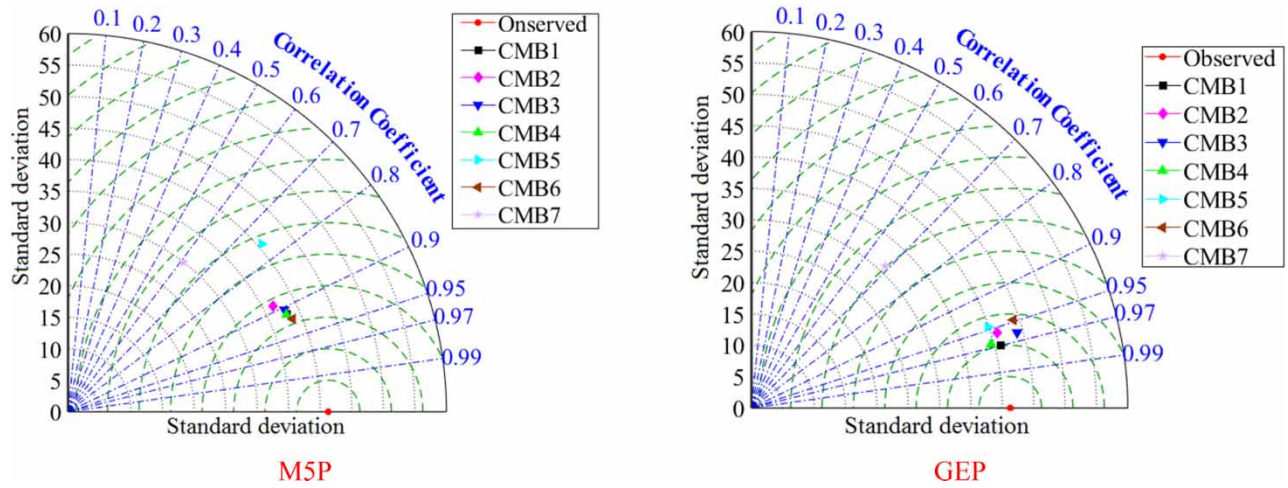 60
55
50
45
40
35
30
25
20
15
10
5
0
Standard deviation
Standard deviation
0.1
0.2
0.3
0.4
0.5
0.6
0.7
0.8
0.9
0.95
0.97
0.99
Correlation Coefficient
Onserved
CMB1
CMB2
CMB3
CMB4
CMB5
CMB6
CMB7
M5P
60
55
50
45
40
35
30
25
20
15
10
5
0
Standard deviation
Standard deviation
0.1
0.2
0.3
0.4
0.5
0.6
0.7
0.8
0.9
0.95
0.97
0.99
Correlation Coefficient
Observed
CMB1
CMB2
CMB3
CMB4
CMB5
CMB6
CMB7
GEP